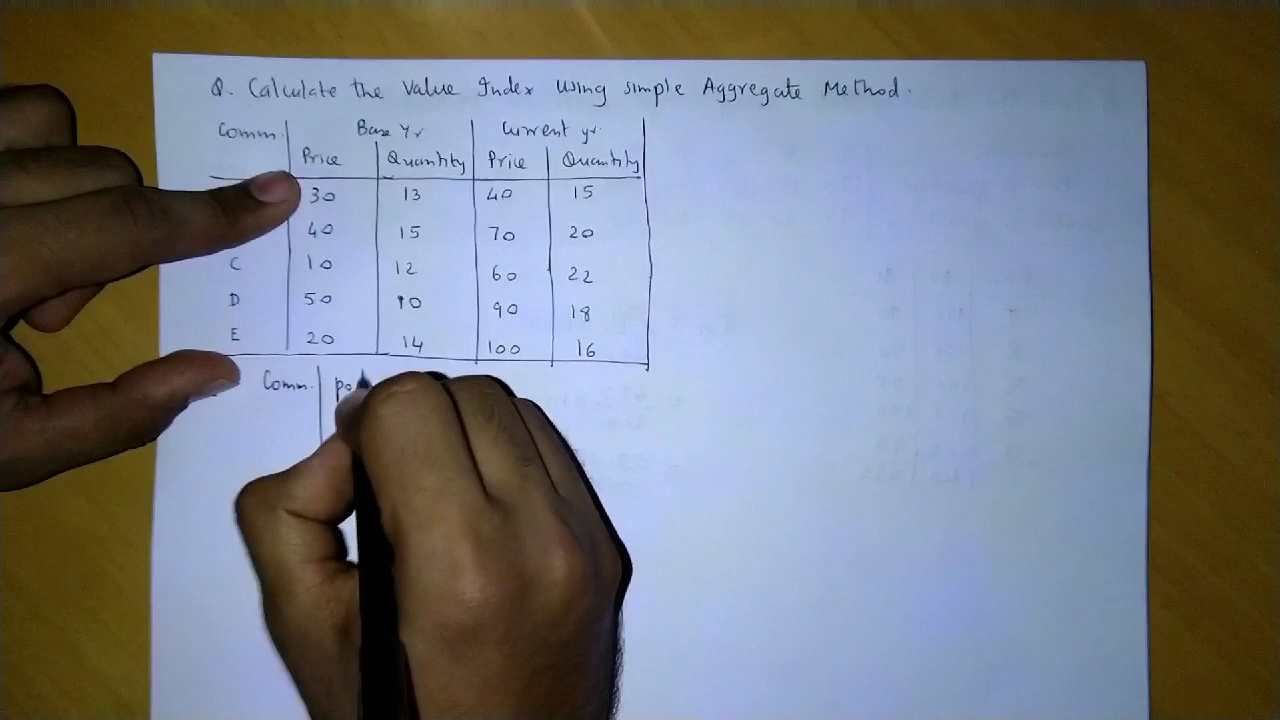 Q. Calculate the Value Index using simple Aggregate Method.
Comm. Base Yr Current yr.
Price Quantity Price Quantity
30 13 40 15
40 15 70 20
C 10 12 60 22
D 50 10 90 18
E 20 14 100 16
Comm. po